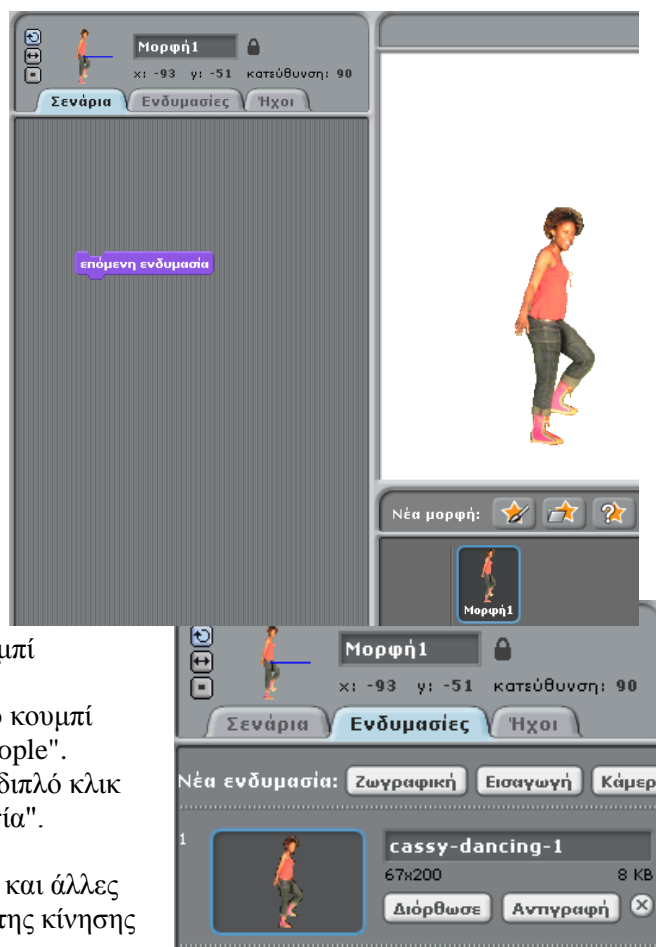 Μορφή1
x: -93 y: -51 κατεύθυνση: 90
Σενάρια Ενδυμασίες Ήχοι
επόμενη ενδυμασία
Νέα μορφή:
Μορφή1
κουμπί
ople".
διπλό κλικ
ία".
και άλλες
της κίνησης
Μορφή1
x: -93 y: -51 κατεύθυνση: 90
Σενάρια Ενδυμασίες Ήχοι
Νέα ενδυμασία: Ζωγραφική Εισαγωγή Κάμερ
1
cassy-dancing-1
67x200 8 KB
Διόρθωσε Αντιγραφή